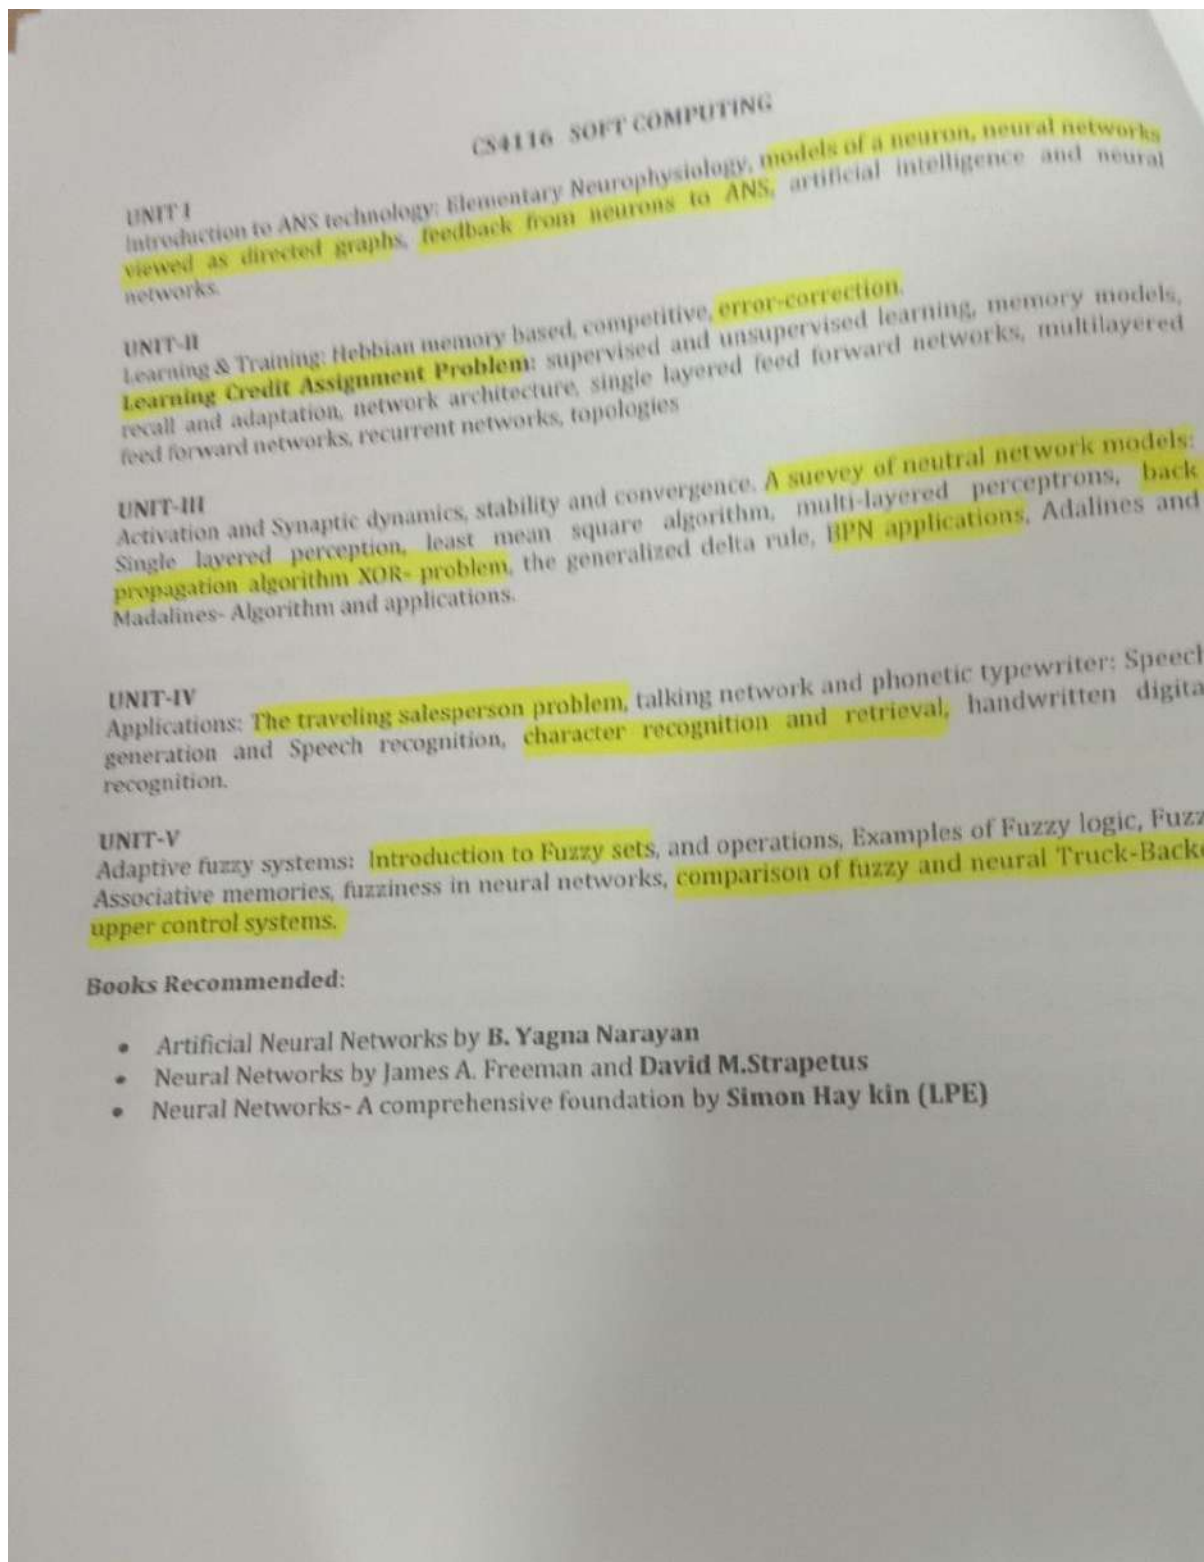 CS4116 SOFT COMPUTING
UNIT I
Introduction to ANS technology: Elementary Neurophysiology, models of a neuron, neural networks
viewed as directed graphs, feedback from neurons to ANS, artificial intelligence and neural
networks.
UNIT-II
Learning & Training: Hebbian memory based, competitive, error-correction.
Learning Credit Assignment Problem: supervised and unsupervised learning, memory models,
recall and adaptation, network architecture, single layered feed forward networks, multilayered
feed forward networks, recurrent networks, topologies
UNIT-III
Activation and Synaptic dynamics, stability and convergence. A suevey of neutral network models:
Single layered perception, least mean square algorithm, multi-layered perceptrons, back
propagation algorithm XOR- problem, the generalized delta rule, BPN applications, Adalines and
Madalines- Algorithm and applications.
UNIT-IV
Applications: The traveling salesperson problem, talking network and phonetic typewriter: Speech
generation and Speech recognition, character recognition and retrieval, handwritten digita
recognition.
UNIT-V
Adaptive fuzzy systems: Introduction to Fuzzy sets, and operations, Examples of Fuzzy logic, Fuzz
Associative memories, fuzziness in neural networks, comparison of fuzzy and neural Truck-Backe
upper control systems.
Books Recommended:
• Artificial Neural Networks by B. Yagna Narayan
• Neural Networks by James A. Freeman and David M.Strapetus
• Neural Networks- A comprehensive foundation by Simon Hay kin (LPE)